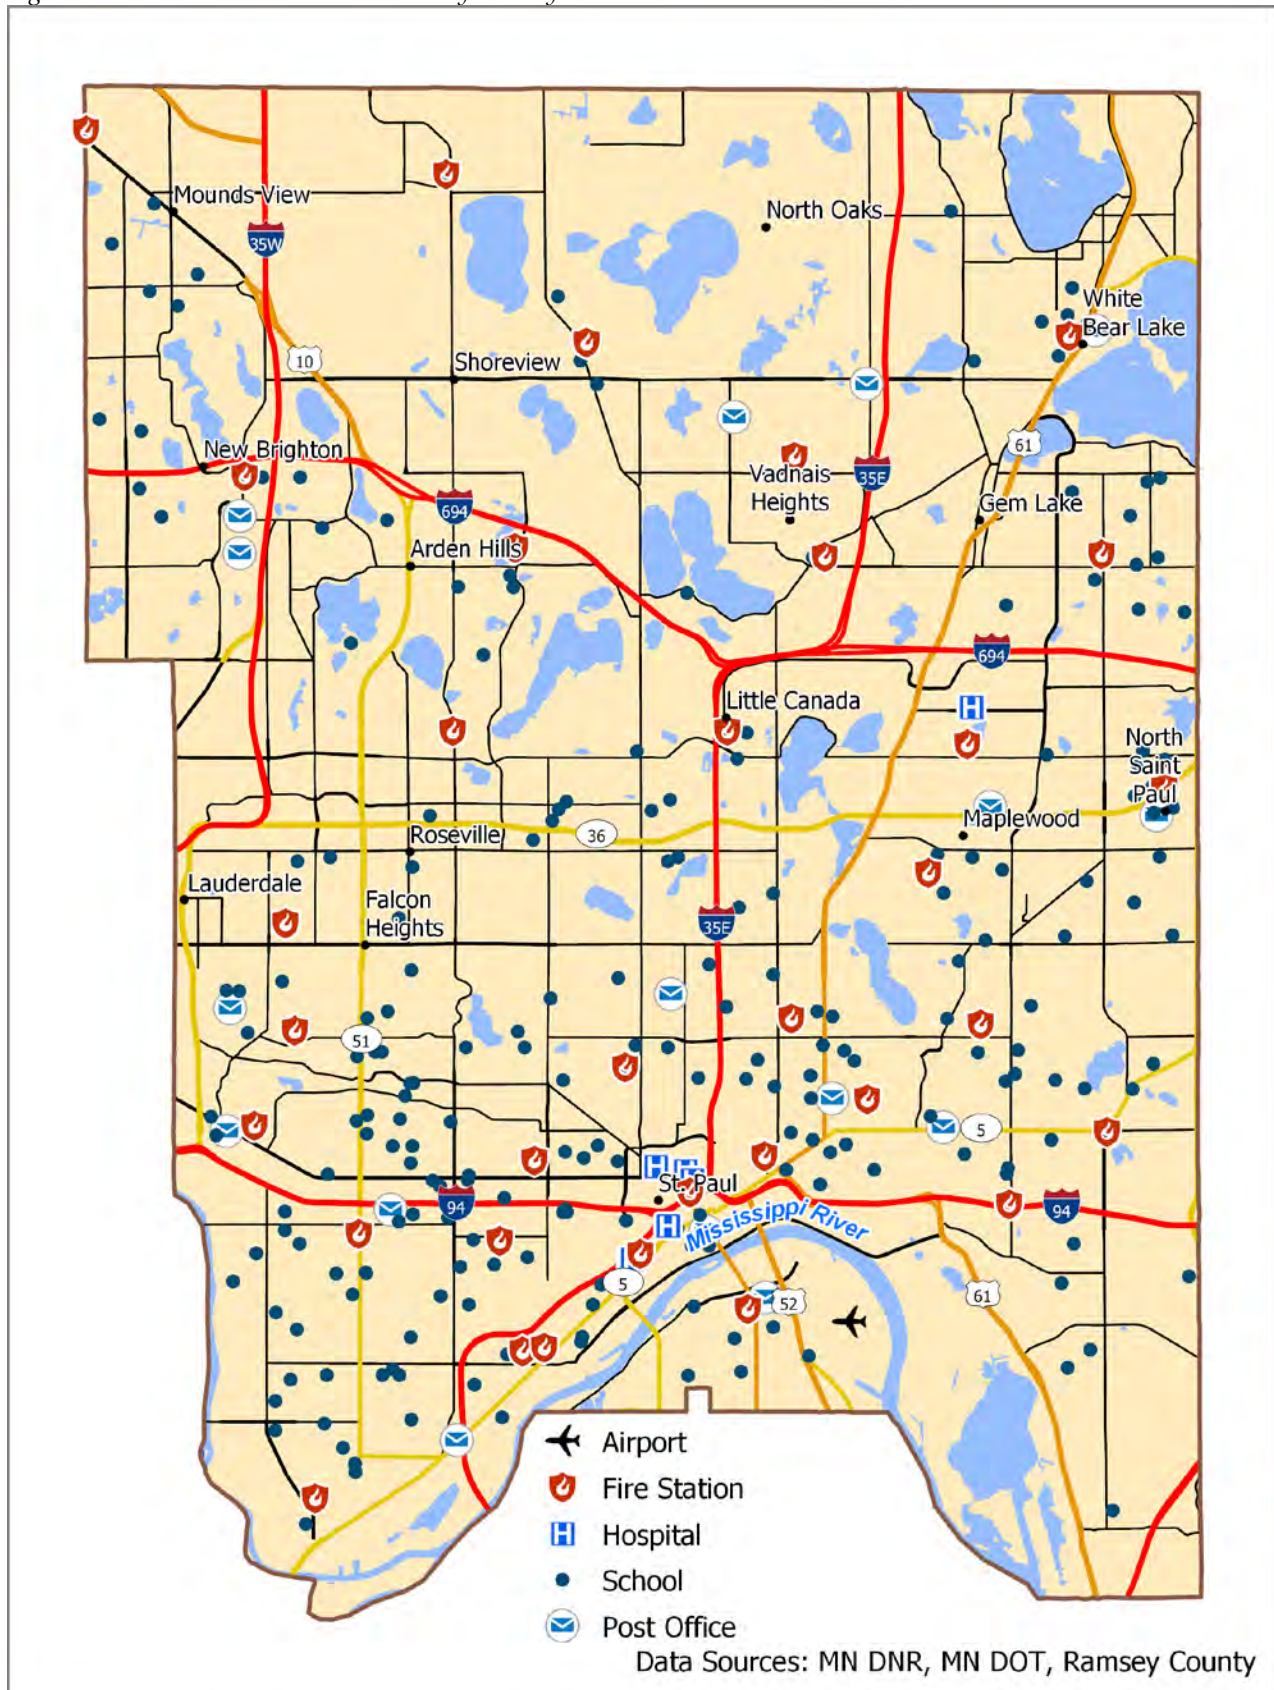 Mounds View
North Oaks
35W
White
Bear Lake
10
Shoreview
61
New Brighton
Vadnais
Heights
35E
Gem Lake
694
Arden Hills
694
Little Canada
H
North
Saint
Paul
36
Maplewood
Roseville
Lauderdale
Falcon
Heights
35E
51
5
H
H
St. Paul
94
94
H
Mississippi River
5
52
61
Airport
Fire Station
H Hospital
School
Post Office
Data Sources: MN DNR, MN DOT, Ramsey County